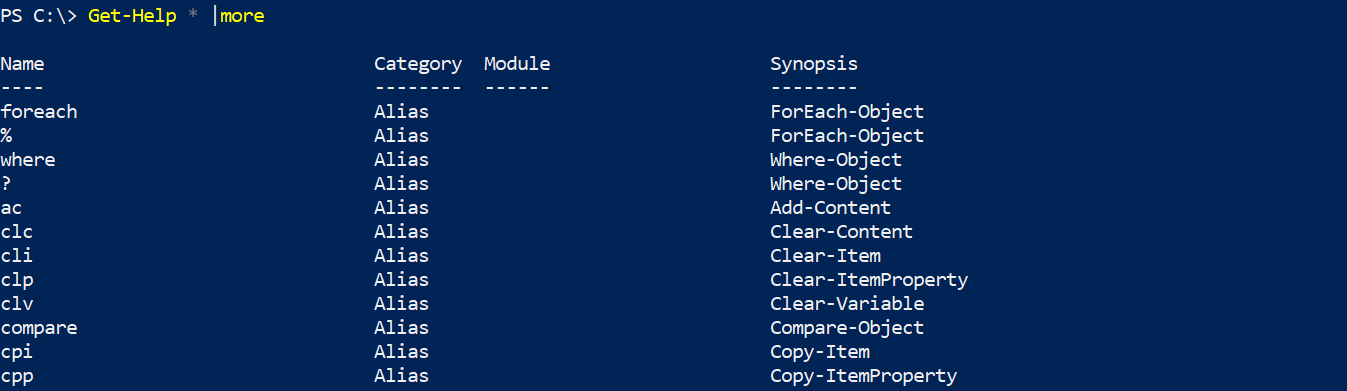 PS C:\> Get-Help * |more
Name Category Module Synopsis
---- -------- ------ --------
foreach Alias ForEach-Object
% Alias ForEach-Object
where Alias Where-Object
? Alias Where-Object
ac Alias Add-Content
clc Alias Clear-Content
cli Alias Clear-Item
clp Alias Clear-ItemProperty
clv Alias Clear-Variable
compare Alias Compare-Object
cpi Alias Copy-Item
cpp Alias Copy-ItemProperty